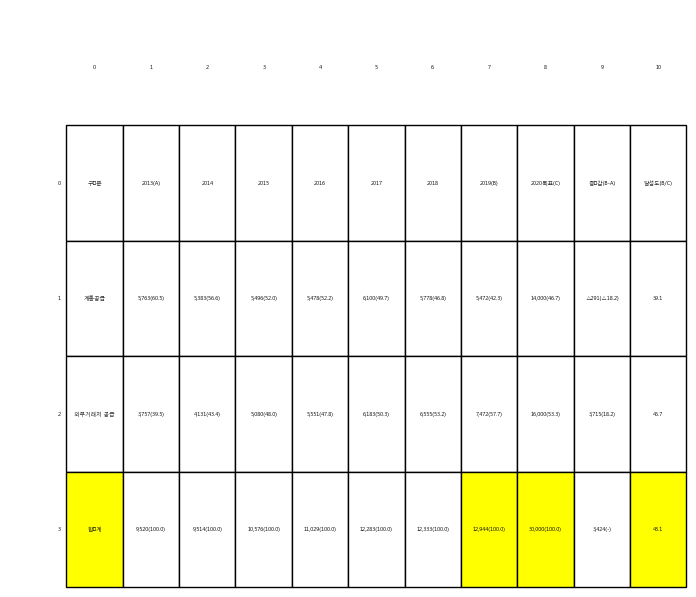 0 1 2 3 4 5 6 7 8 9 10
0 구□분 2013(A) 2014 2015 2016 2017 2018 2019(B) 2020목표(C) 증□감(B-A) 달성도(B/C)
1 계통공급 5,763(60.5) 5,383(56.6) 5,496(52.0) 5,478(52.2) 6,100(49.7) 5,778(46.8) 5,472(42.3) 14,000(46.7) △291(△18.2) 39.1
2 외부거래처 공급 3,757(39.5) 4,131(43.4) 5,080(48.0) 5,551(47.8) 6,183(50.3) 6,555(53.2) 7,472(57.7) 16,000(53.3) 3,715(18.2) 46.7
3 합□계 9,520(100.0) 9,514(100.0) 10,576(100.0) 11,029(100.0) 12,283(100.0) 12,333(100.0) 12,944(100.0) 30,000(100.0) 3,424(-) 43.1